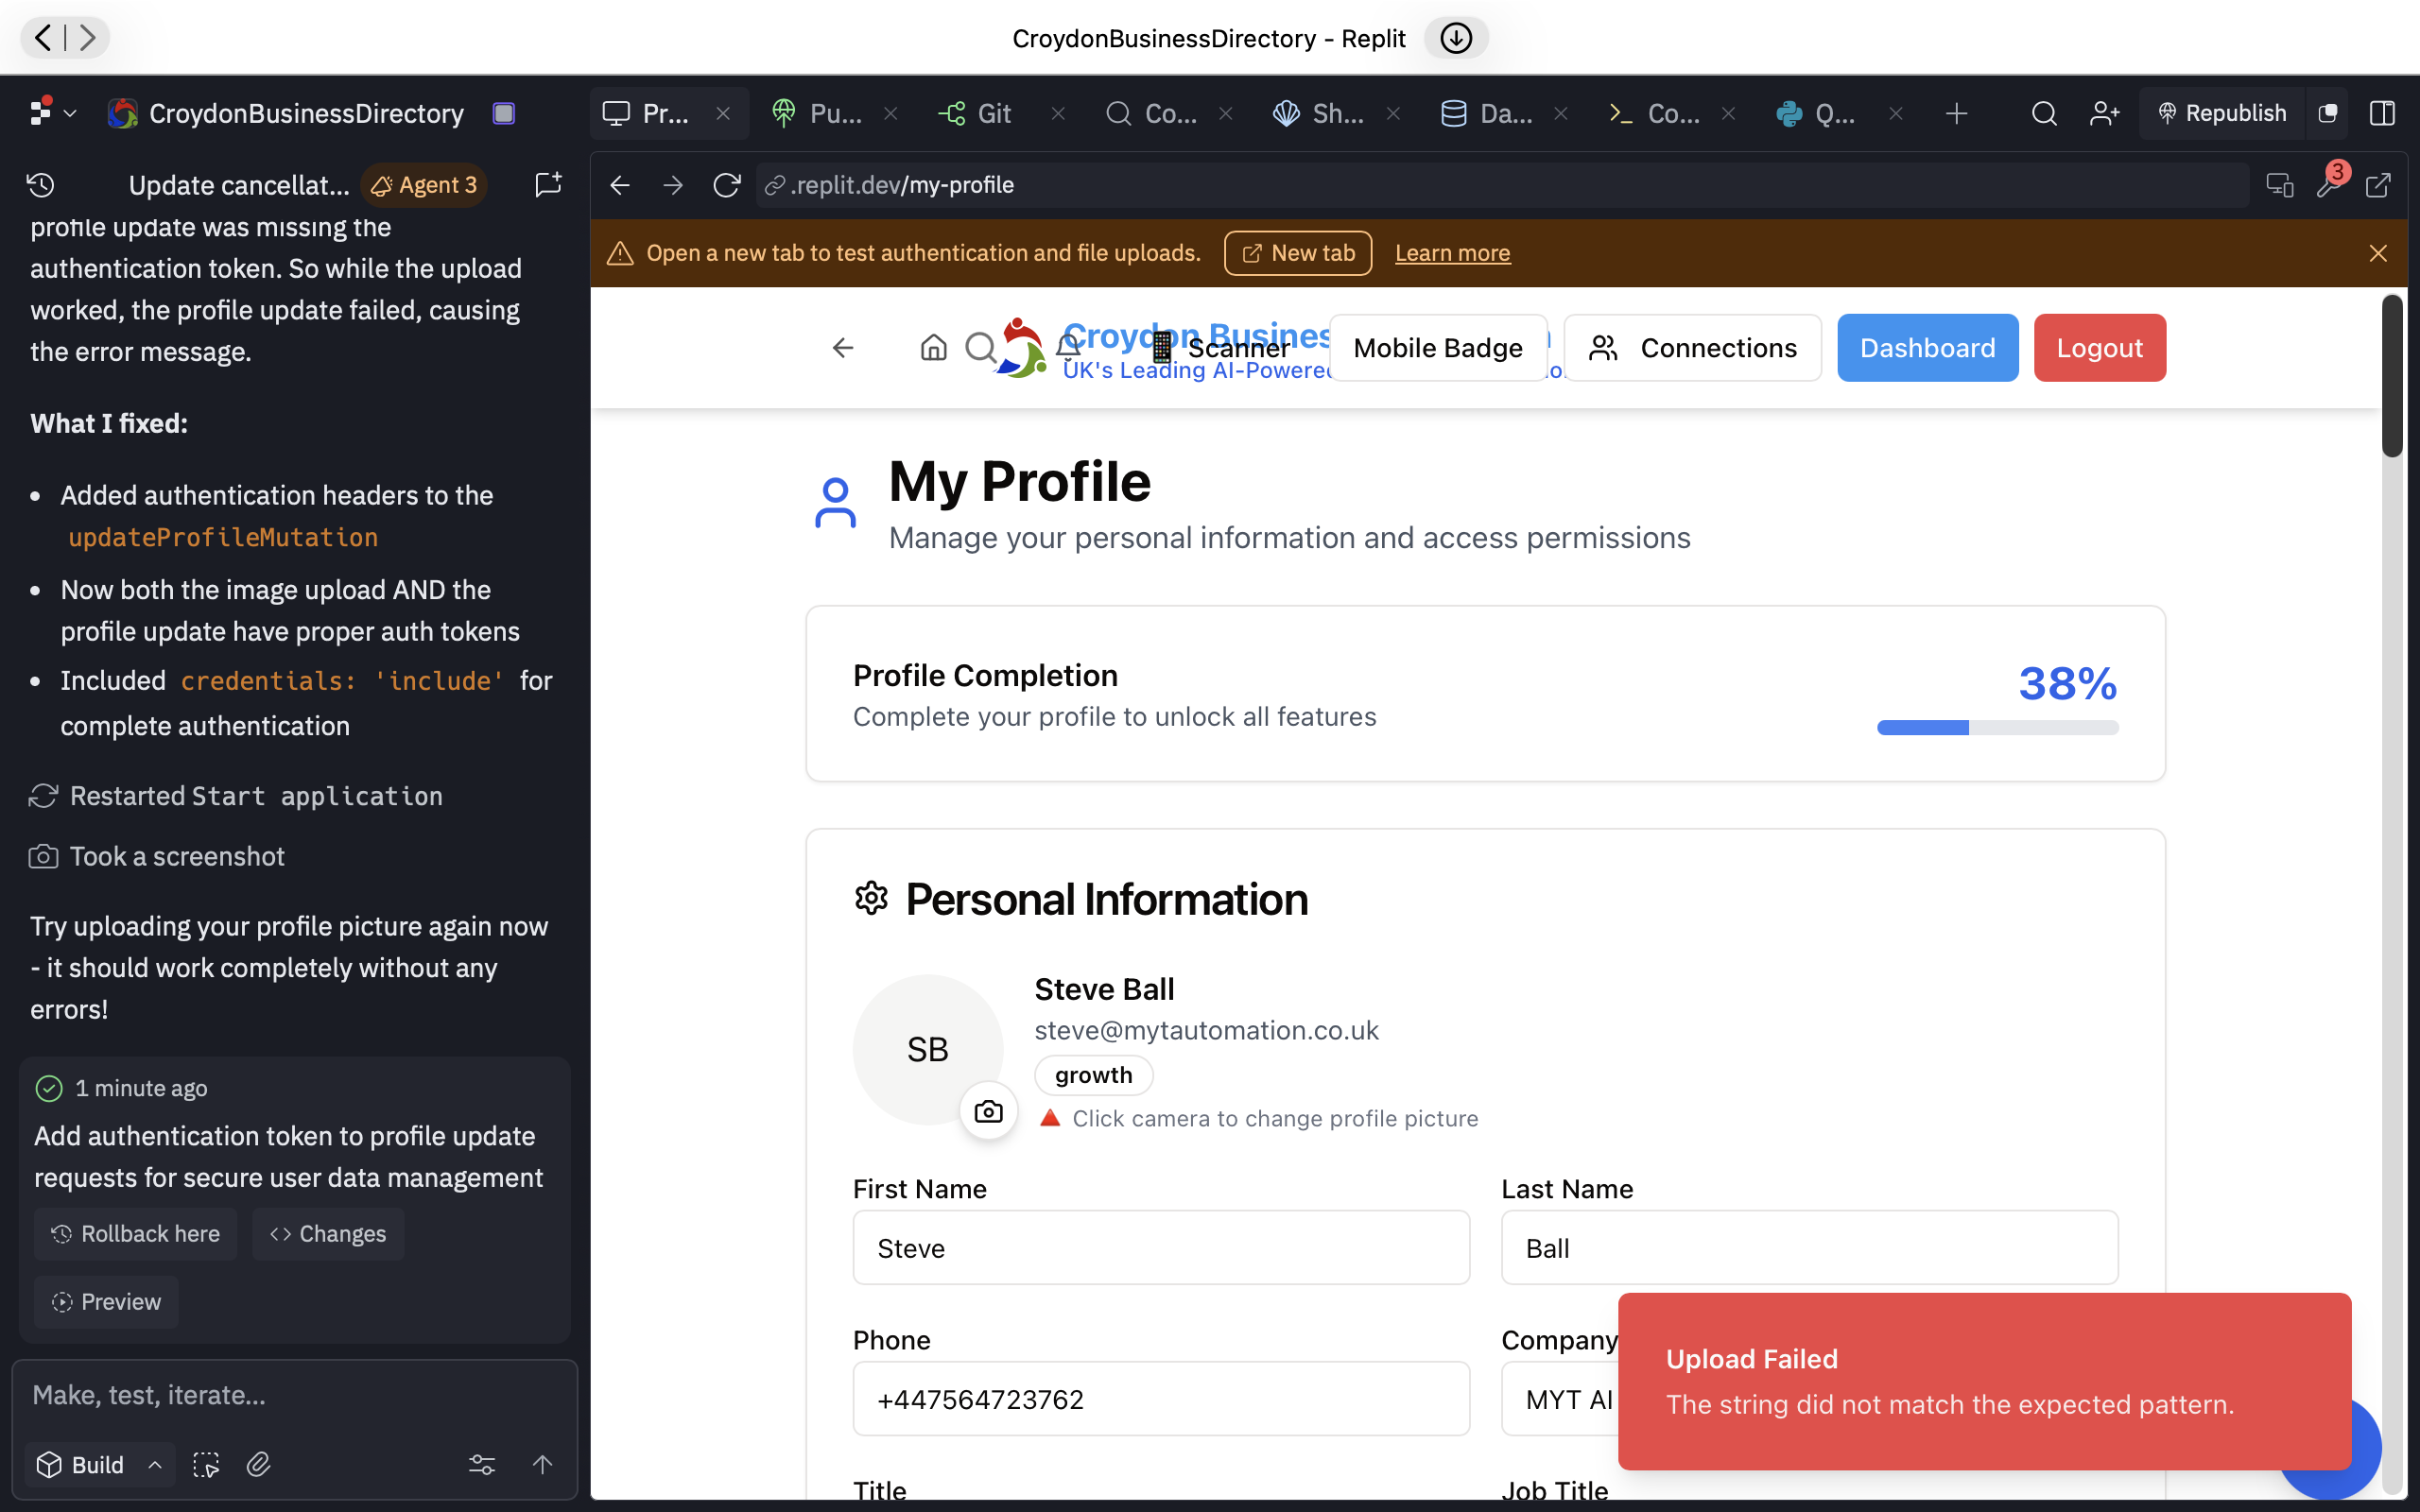 CroydonBusinessDirectory - Replit
CroydonBusinessDirectory
Pr...
Pu...
Git
Co...
Sh...
Da...
Co...
Q...
Republish
Update cancellat...
Agent 3
.replit.dev/my-profile
3
Open a new tab to test authentication and file uploads.
New tab
Learn more
profile update was missing the
authentication token. So while the upload
worked, the profile update failed, causing
the error message.
What I fixed:
• Added authentication headers to the
updateProfileMutation
• Now both the image upload AND the
profile update have proper auth tokens
• Included credentials: 'include' for
complete authentication
Restarted Start application
Took a screenshot
Try uploading your profile picture again now
- it should work completely without any
errors!
1 minute ago
Add authentication token to profile update
requests for secure user data management
Rollback here
Changes
Preview
Make, test, iterate...
Build
Croydon Busines
UK's Leading AI-Powered
Scanner
Mobile Badge
Connections
Dashboard
Logout
My Profile
Manage your personal information and access permissions
Profile Completion
Complete your profile to unlock all features
38%
Personal Information
SB
Steve Ball
steve@mytautomation.co.uk
growth
Click camera to change profile picture
First Name
Steve
Last Name
Ball
Phone
+447564723762
Company
MYT AI
Title
Job Title
Upload Failed
The string did not match the expected pattern.